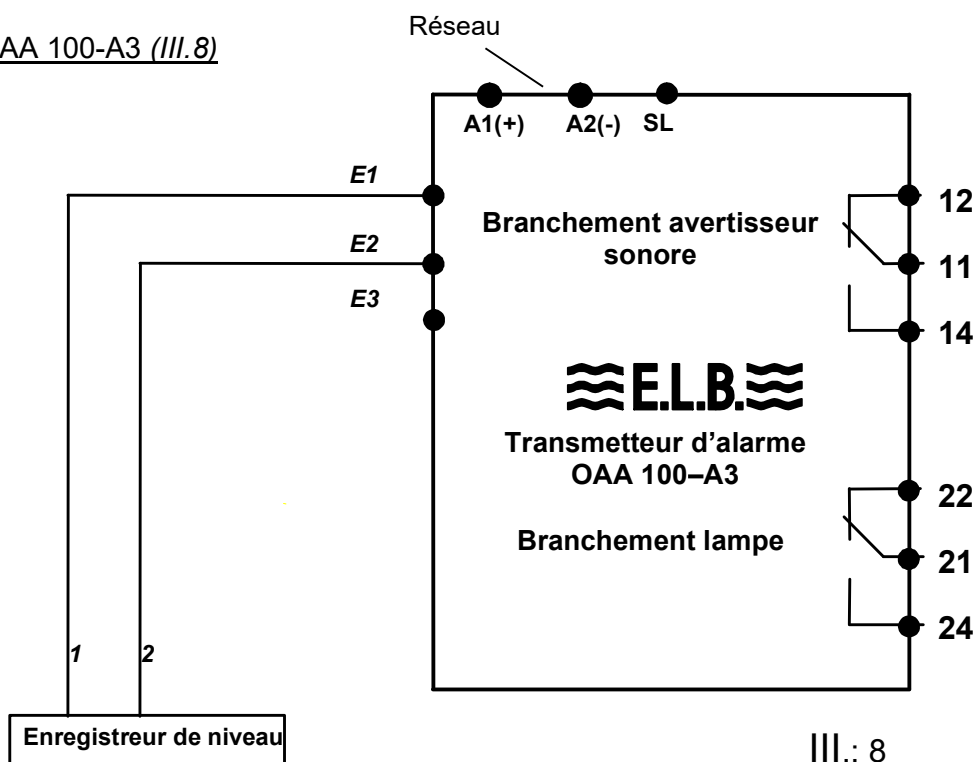 Réseau
AA 100-A3 (III.8)
A1(+) A2(-) SL
E1
12
Branchement avertisseur
sonore
E2
11
E3
14
E.L.B.
Transmetteur d’alarme
OAA 100–A3
22
Branchement lampe
21
24
1 2
Enregistreur de niveau
III.: 8